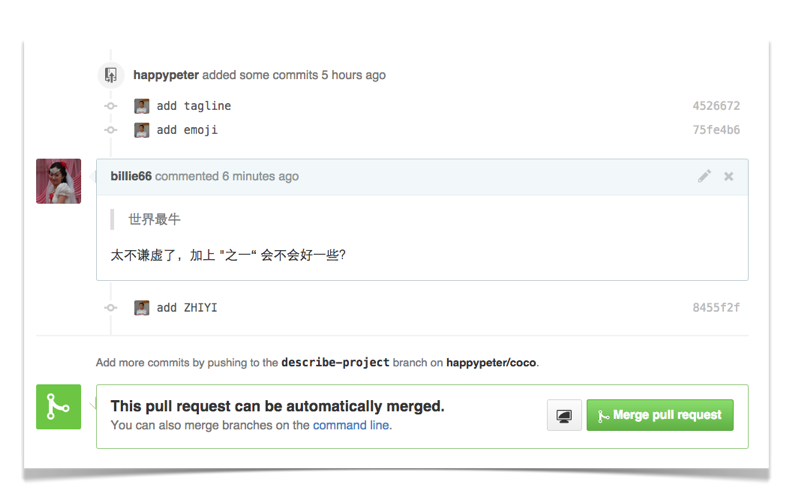 happypeter added some commits 5 hours ago
add tagline 4526672
add emoji 75fe4b6
billie66 commented 6 minutes ago
世界最牛
太不谦虚了，加上 "之一“ 会不会好一些?
add ZHIYI 8455f2f
Add more commits by pushing to the describe-project branch on happypeter/coco.
This pull request can be automatically merged.
You can also merge branches on the command line.
Merge pull request